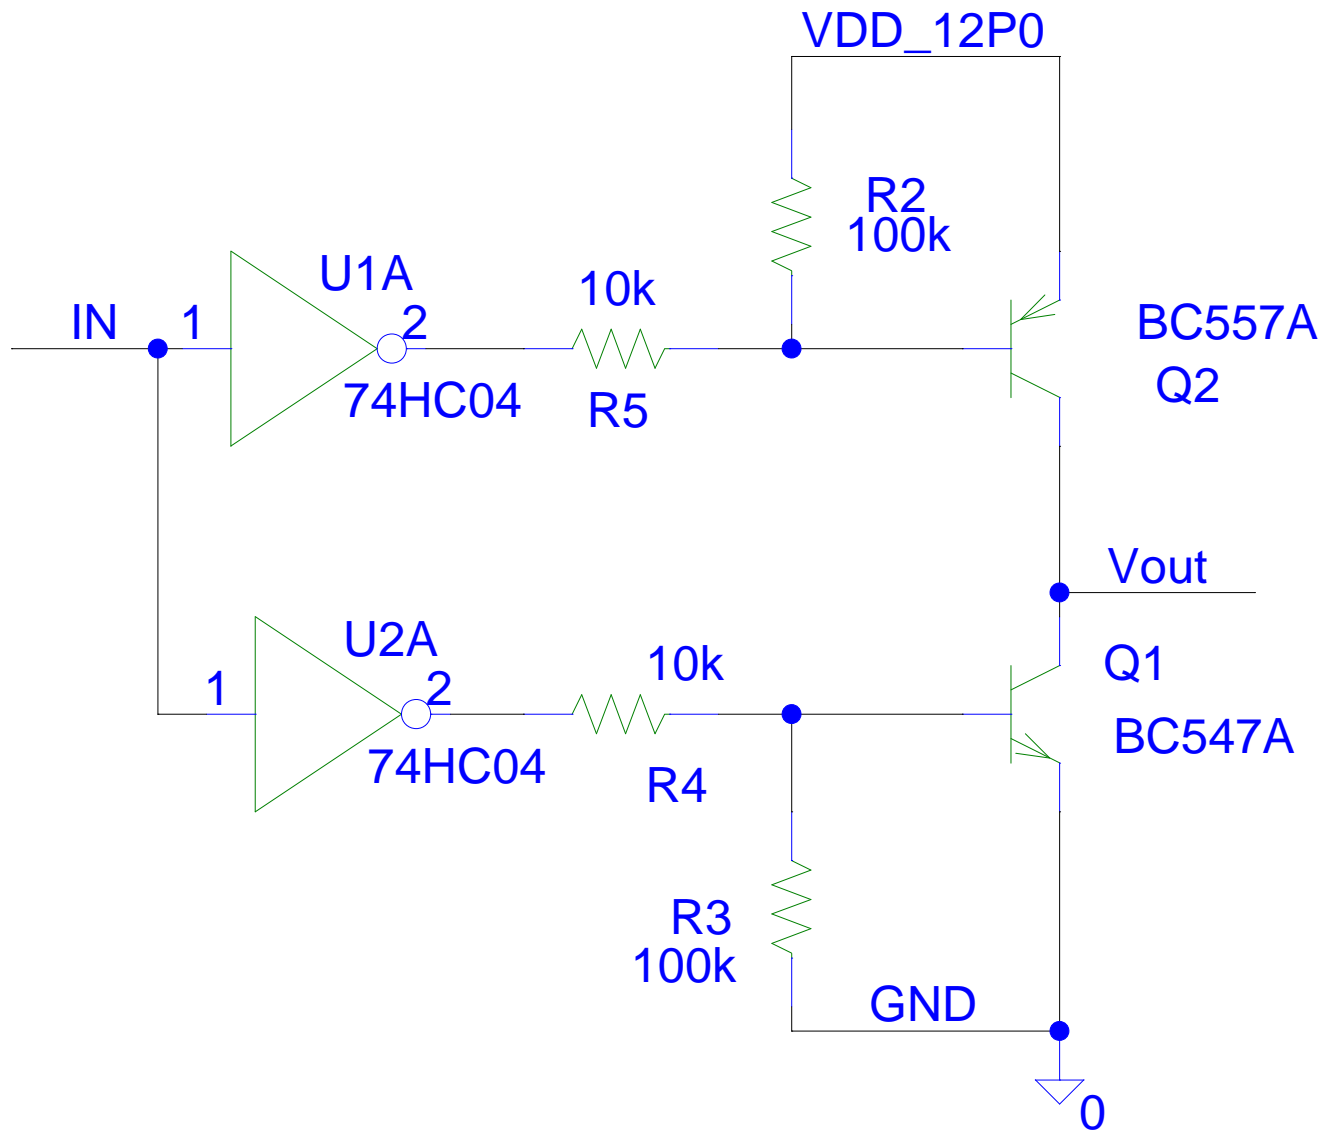 VDD_12P0
R2
100k
U1A
10k
IN
1
2
BC557A
74HC04
R5
Q2
Vout
U2A
10k
Q1
1
2
BC547A
74HC04
R4
R3
100k
GND
0